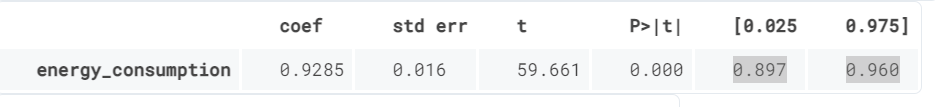 coef std err t P>|t| [0.025 0.975]
energy_consumption 0.9285 0.016 59.661 0.000 0.897 0.960